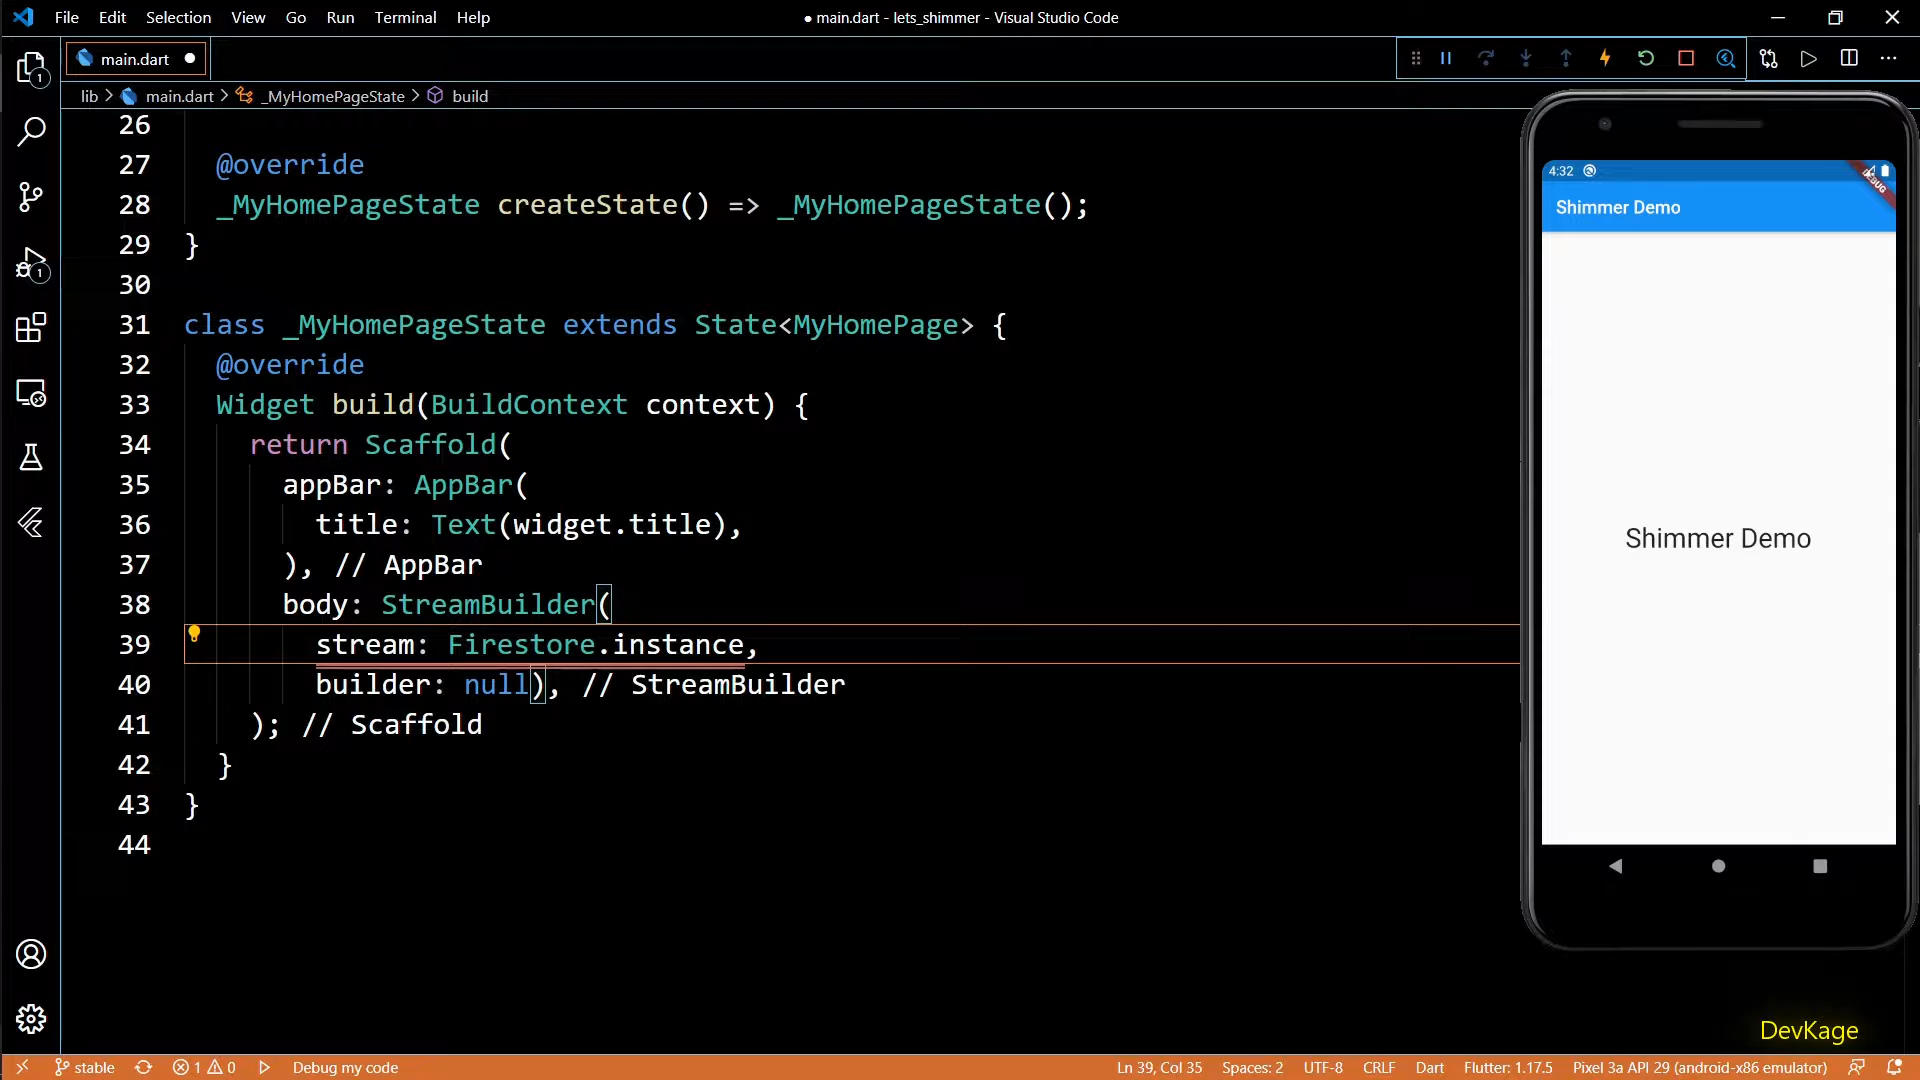 File Edit Selection View Go Run Terminal Help
● main.dart - lets_shimmer - Visual Studio Code
main.dart ●
lib > main.dart > _MyHomePageState > build
26
27 @override
28 _MyHomePageState createState() => _MyHomePageState();
29 }
30
31 class _MyHomePageState extends State<MyHomePage> {
32 @override
33 Widget build(BuildContext context) {
34 return Scaffold(
35 appBar: AppBar(
36 title: Text(widget.title),
37 ), // AppBar
38 body: StreamBuilder(
39 stream: Firestore.instance,
40 builder: null), // StreamBuilder
41 ); // Scaffold
42 }
43 }
44
1
1
4:32
DEBUG
Shimmer Demo
Shimmer Demo
DevKage
stable 1 0 Debug my code Ln 39, Col 35 Spaces: 2 UTF-8 CRLF Dart Flutter: 1.17.5 Pixel 3a API 29 (android-x86 emulator)